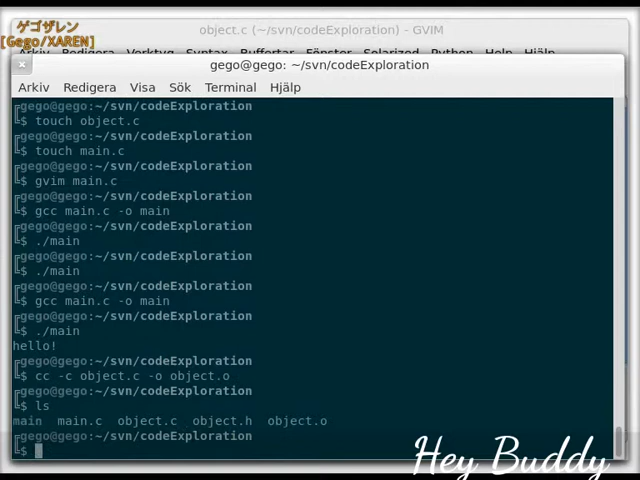 ゲゴザレン
[Gego/XAREN]
object.c (~/svn/codeExploration) - GVIM
Arkiv Redigera Verktyg Syntax Buffertar Fönster Solarized Python Help Hjälp
gego@gego: ~/svn/codeExploration
Arkiv Redigera Visa Sök Terminal Hjälp
gego@gego:~/svn/codeExploration
$ touch object.c
gego@gego:~/svn/codeExploration
$ touch main.c
gego@gego:~/svn/codeExploration
$ gvim main.c
gego@gego:~/svn/codeExploration
$ gcc main.c -o main
gego@gego:~/svn/codeExploration
$ ./main
gego@gego:~/svn/codeExploration
$ ./main
gego@gego:~/svn/codeExploration
$ gcc main.c -o main
gego@gego:~/svn/codeExploration
$ ./main
hello!
gego@gego:~/svn/codeExploration
$ cc -c object.c -o object.o
gego@gego:~/svn/codeExploration
$ ls
main main.c object.c object.h object.o
gego@gego:~/svn/codeExploration
$
Hey Buddy